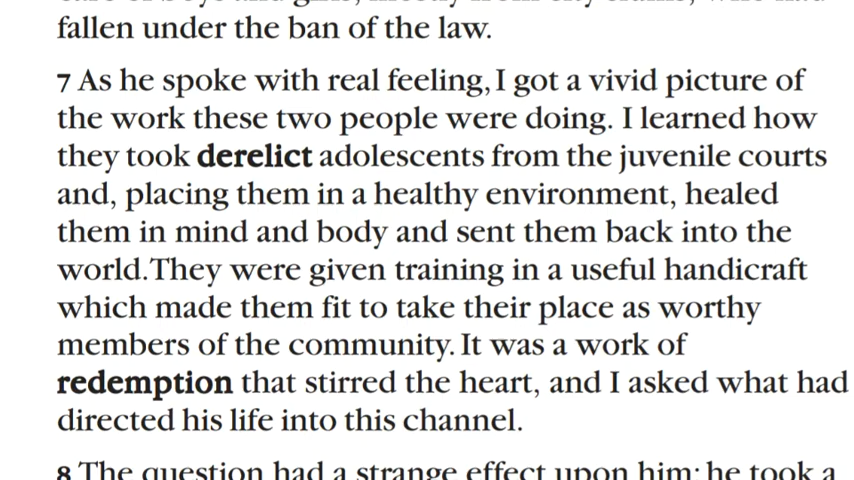 fallen under the ban of the law.
7 As he spoke with real feeling, I got a vivid picture of
the work these two people were doing. I learned how
they took derelict adolescents from the juvenile courts
and, placing them in a healthy environment, healed
them in mind and body and sent them back into the
world.They were given training in a useful handicraft
which made them fit to take their place as worthy
members of the community. It was a work of
redemption that stirred the heart, and I asked what had
directed his life into this channel.
8 The question had a strange effect upon him: he took a